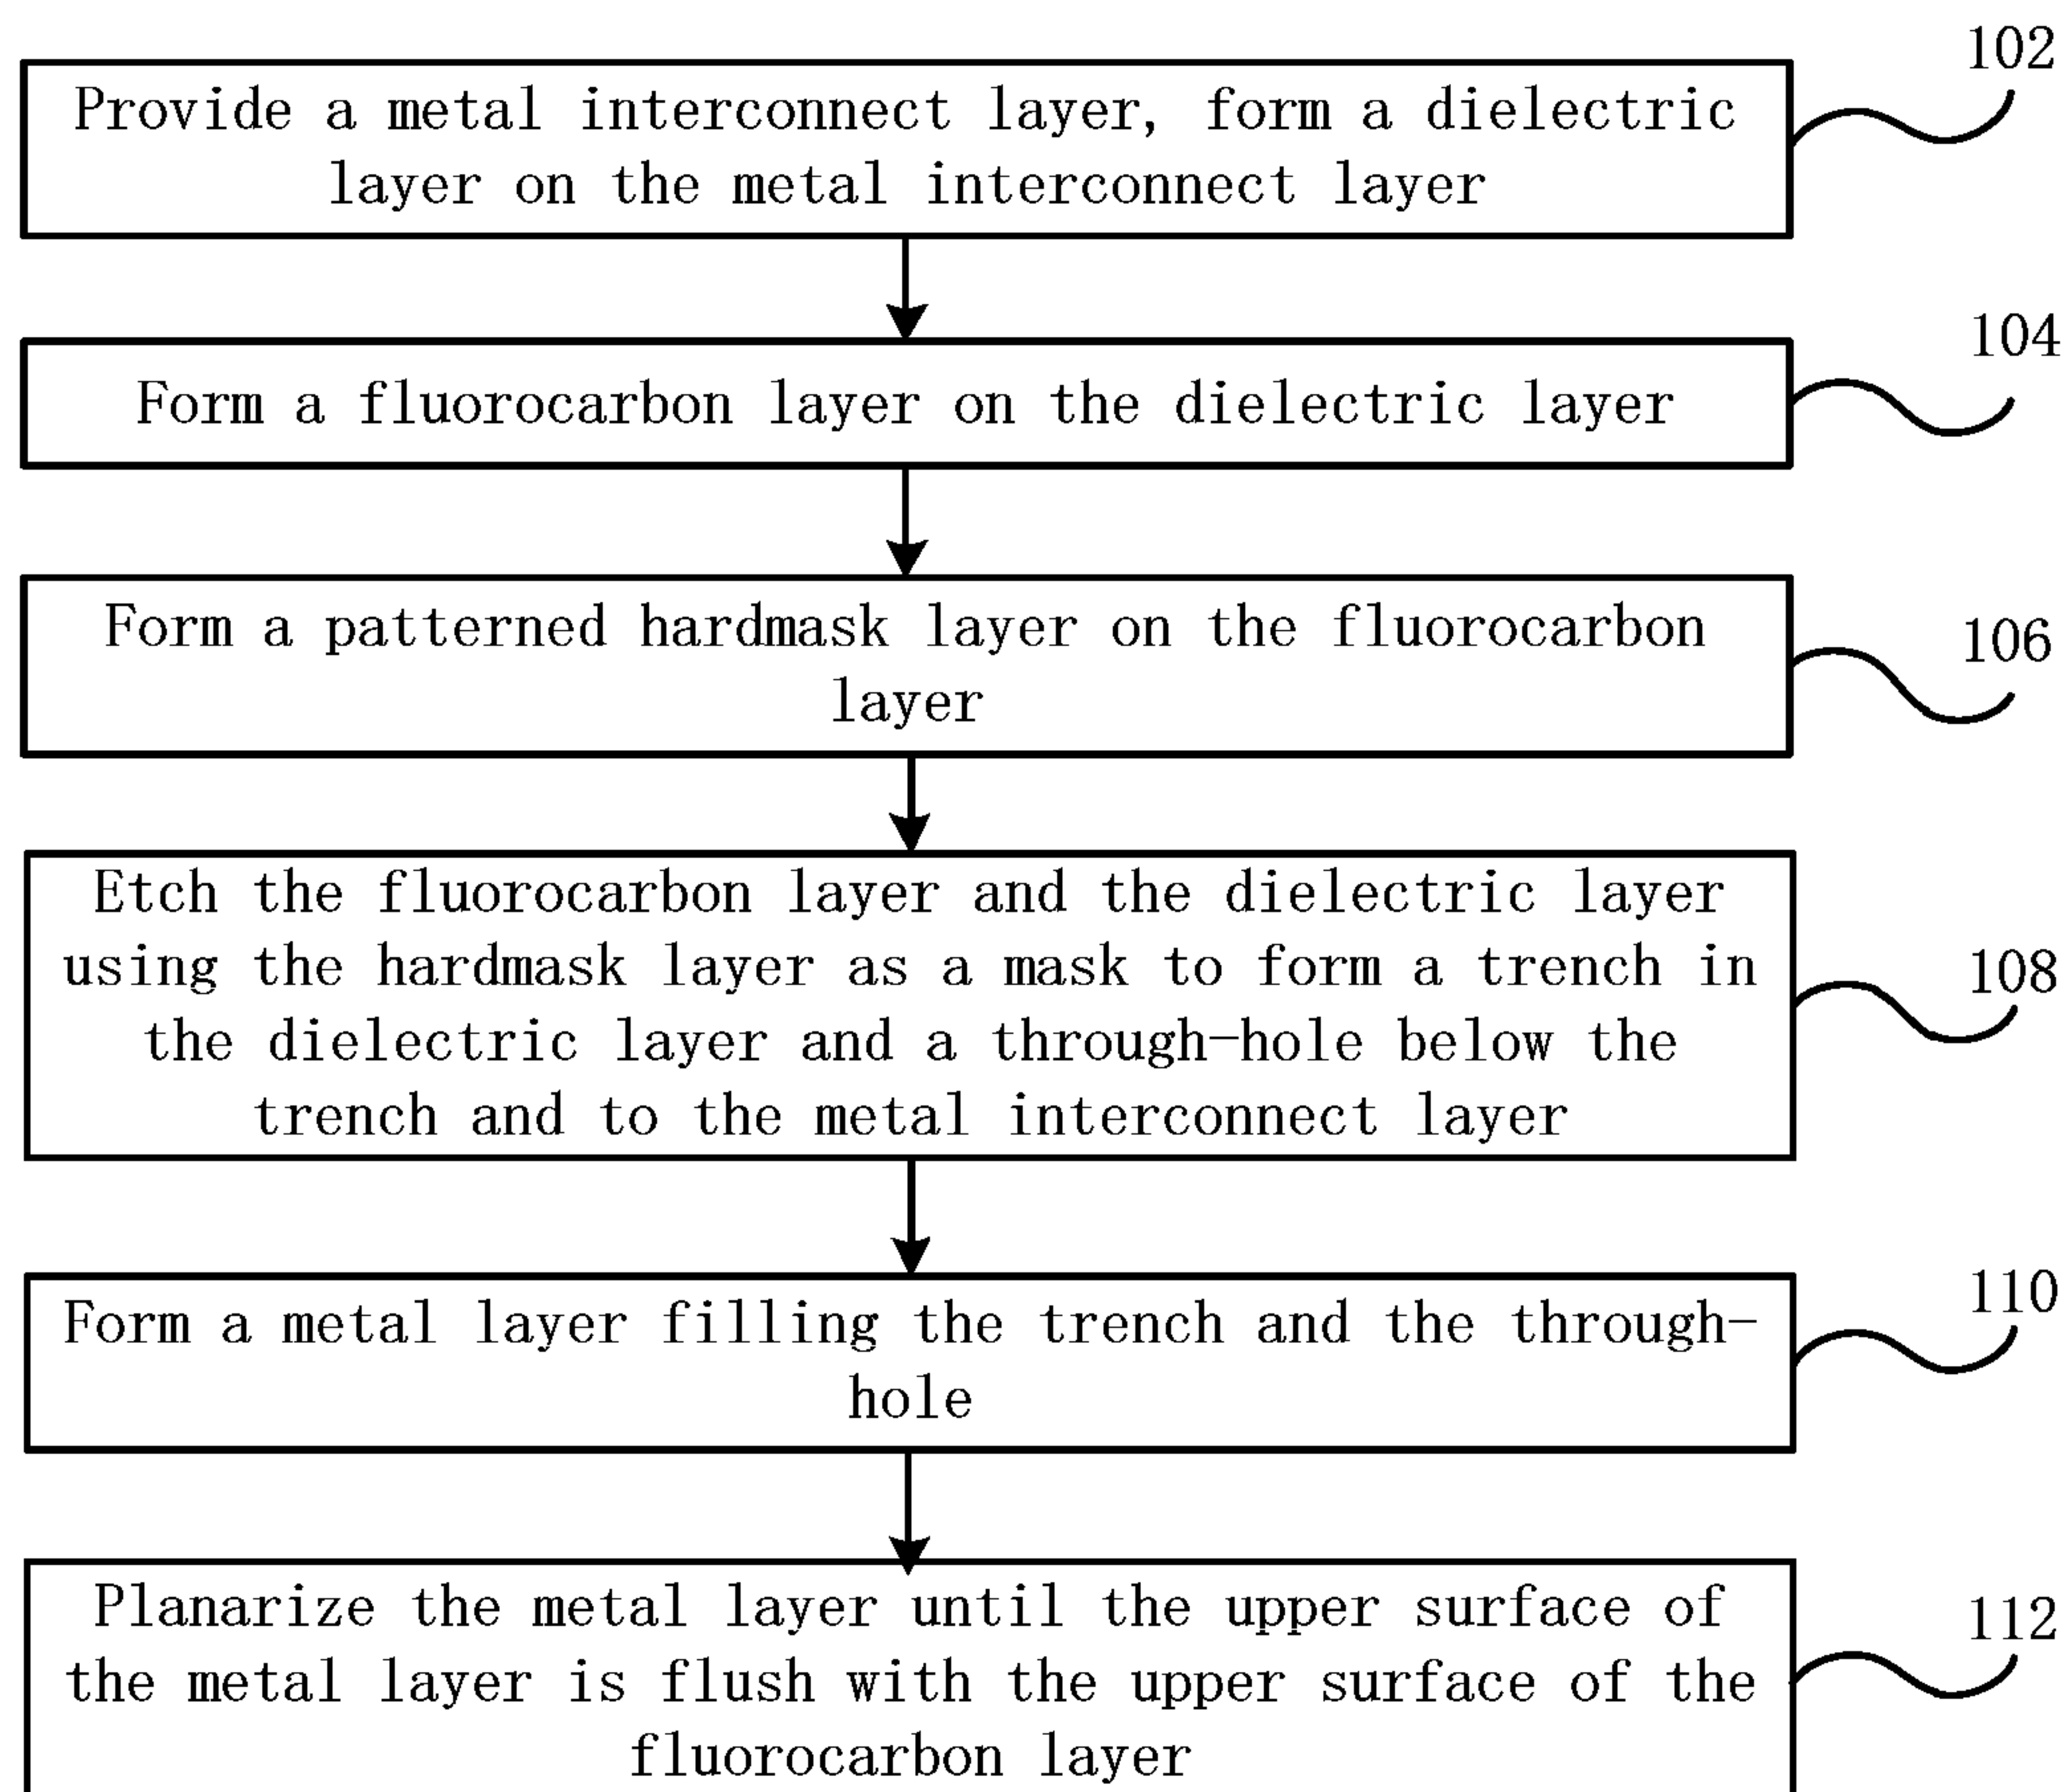 102
Provide a metal interconnect layer, form a dielectric
layer on the metal interconnect layer
104
Form a fluorocarbon layer on the dielectric layer
106
Form a patterned hardmask layer on the fluorocarbon
layer
108
Etch the fluorocarbon layer and the dielectric layer
using the hardmask layer as a mask to form a trench in
the dielectric layer and a through-hole below the
trench and to the metal interconnect layer
110
Form a metal layer filling the trench and the through-
hole
112
Planarize the metal layer until the upper surface of
the metal layer is flush with the upper surface of the
fluorocarbon layer